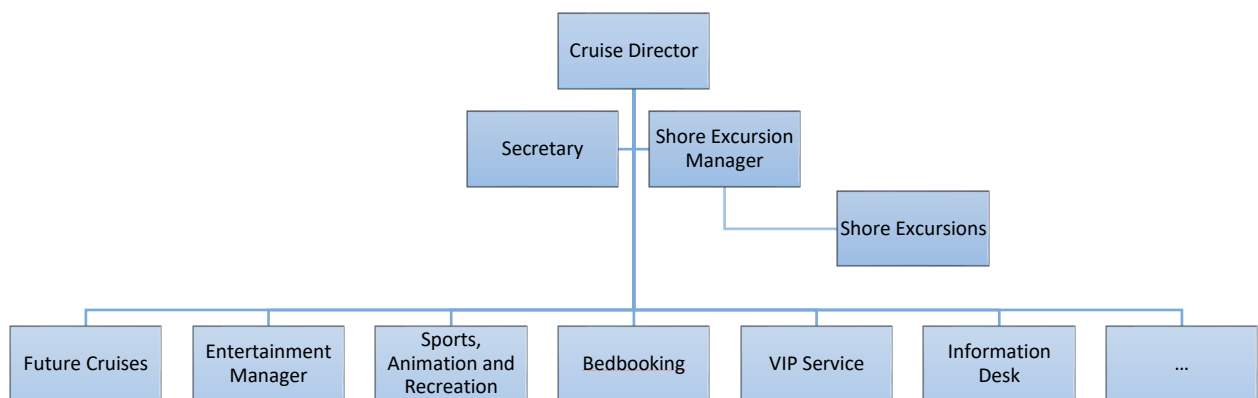 Cruise Director
Secretary
Shore Excursion
Manager
Shore Excursions
Future Cruises
Entertainment
Manager
Sports,
Animation and
Recreation
Bedbooking
VIP Service
Information
Desk
...